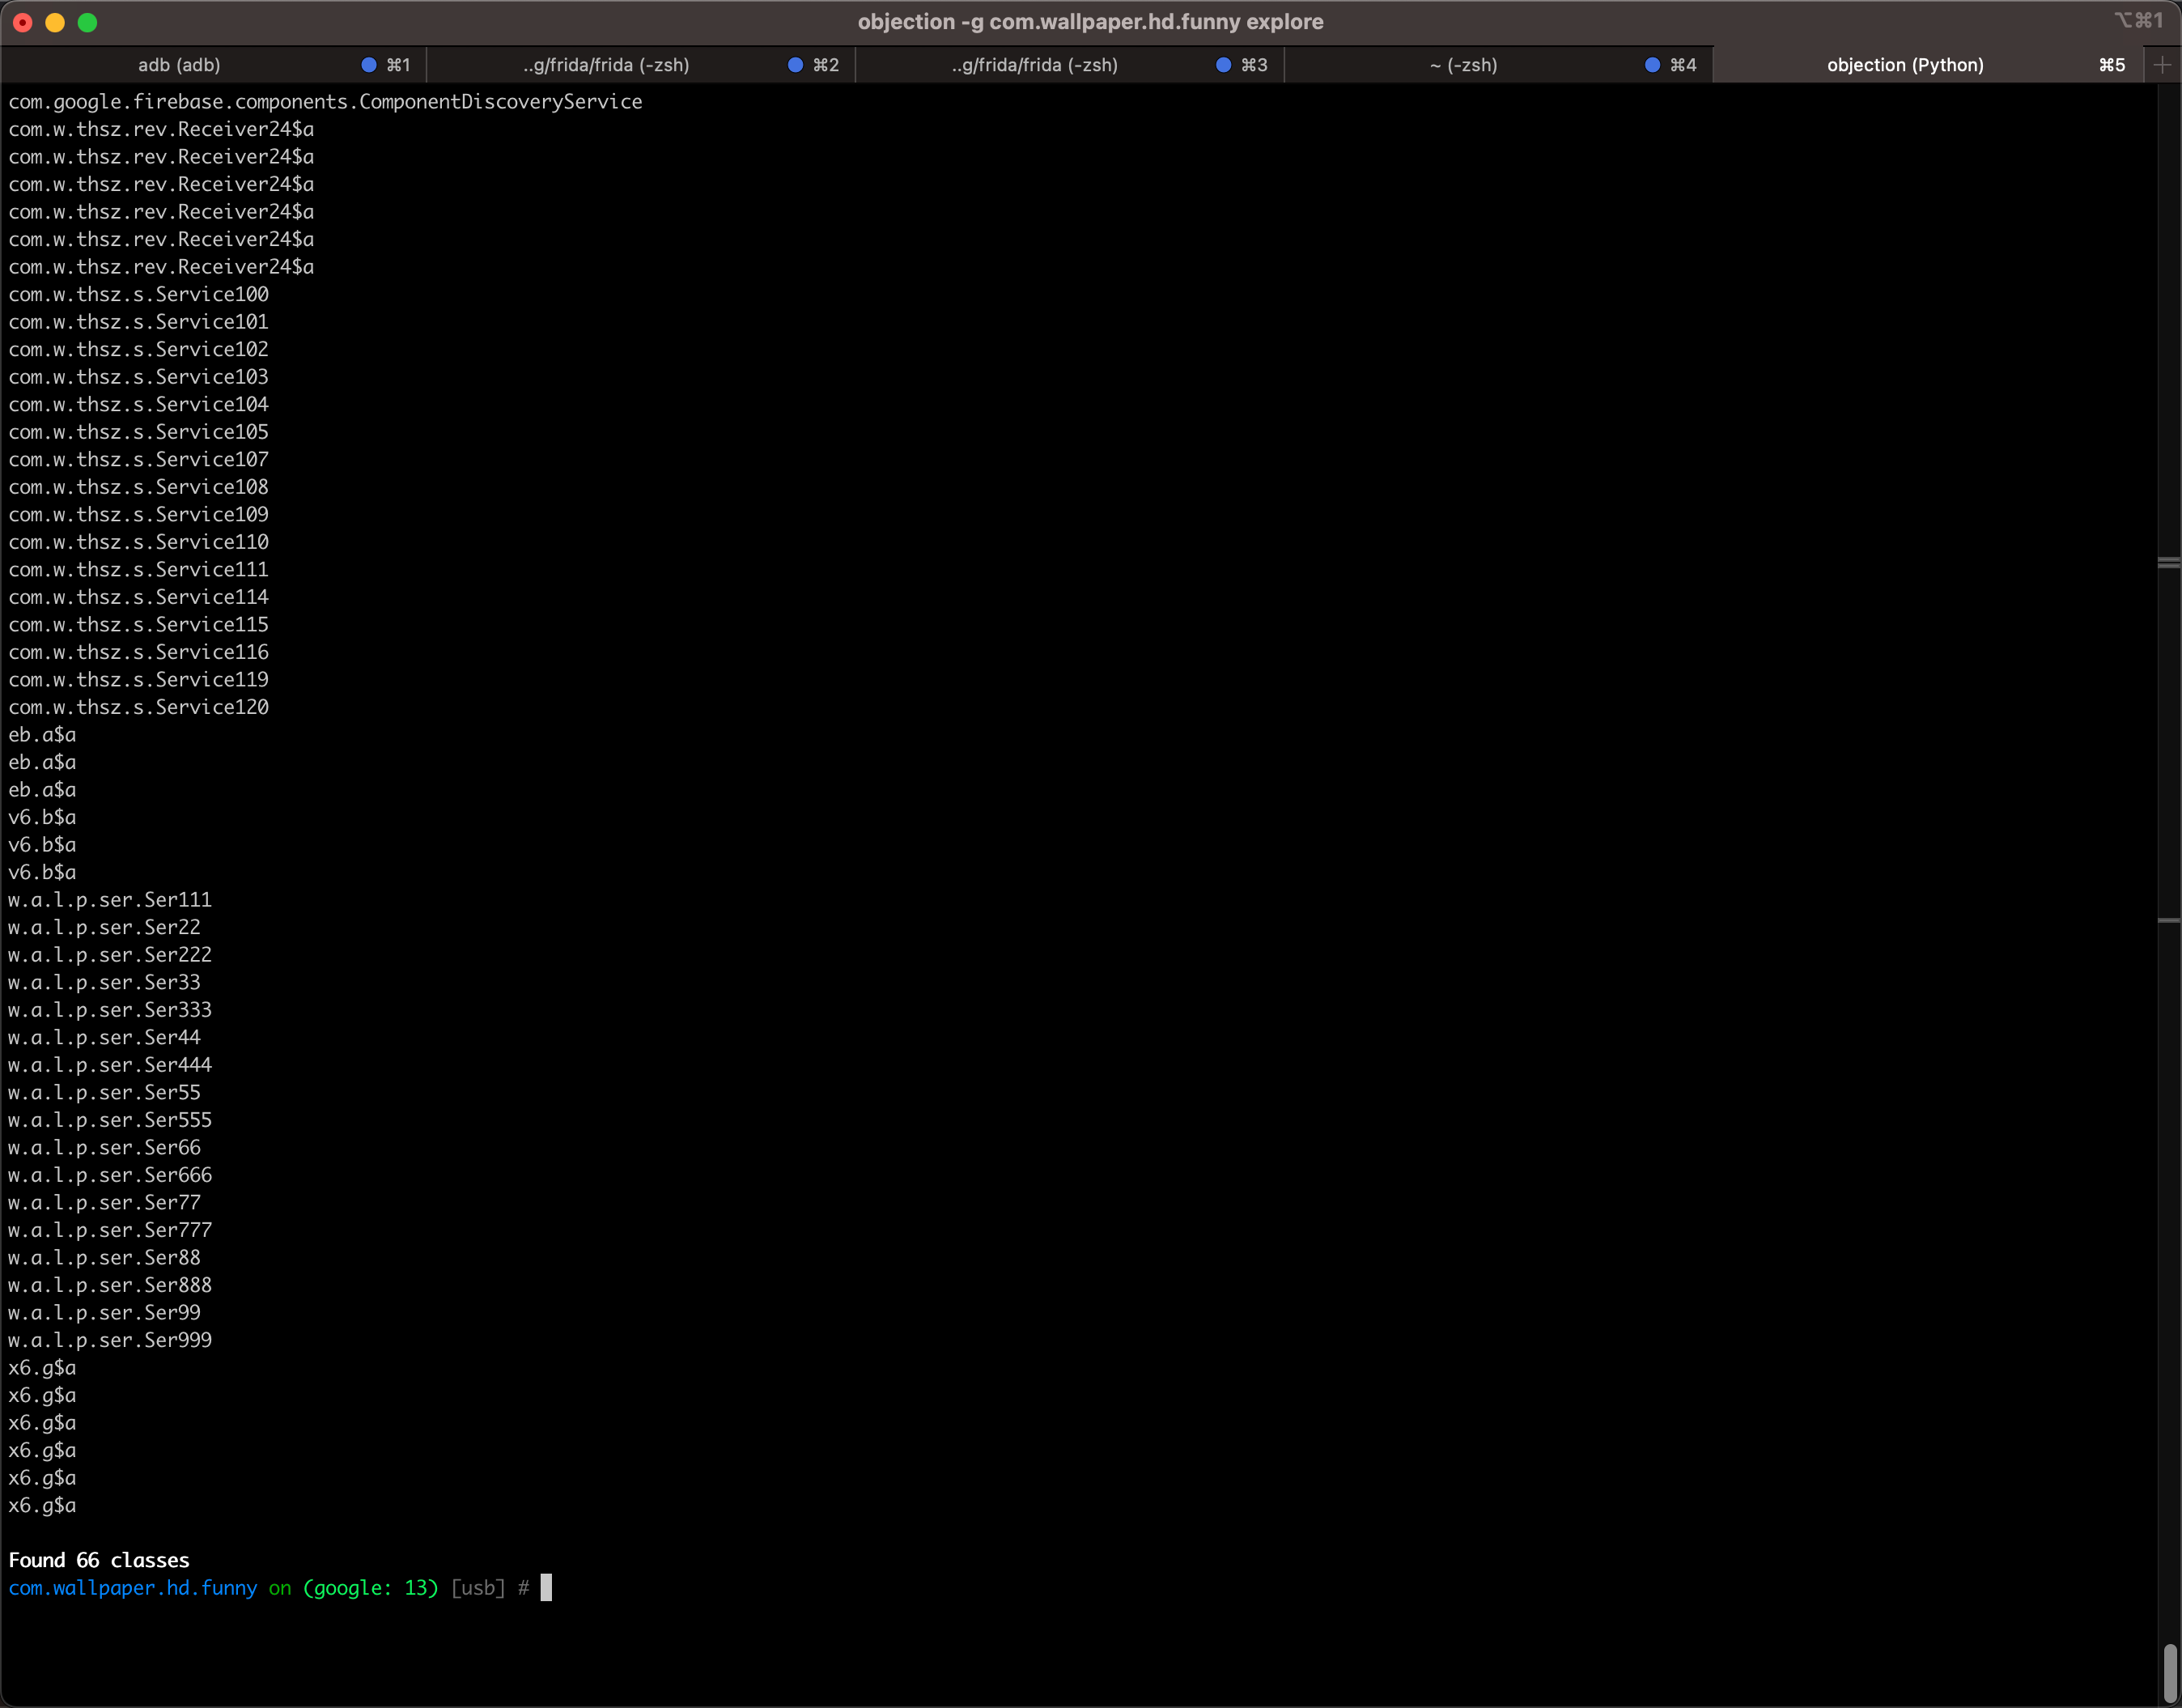 objection -g com.wallpaper.hd.funny explore
⌥⌘1
adb (adb) ⌘1 ..g/frida/frida (-zsh) ⌘2 ..g/frida/frida (-zsh) ⌘3 ~ (-zsh) ⌘4 objection (Python) ⌘5
com.google.firebase.components.ComponentDiscoveryService
com.w.thsz.rev.Receiver24$a
com.w.thsz.rev.Receiver24$a
com.w.thsz.rev.Receiver24$a
com.w.thsz.rev.Receiver24$a
com.w.thsz.rev.Receiver24$a
com.w.thsz.rev.Receiver24$a
com.w.thsz.s.Service100
com.w.thsz.s.Service101
com.w.thsz.s.Service102
com.w.thsz.s.Service103
com.w.thsz.s.Service104
com.w.thsz.s.Service105
com.w.thsz.s.Service107
com.w.thsz.s.Service108
com.w.thsz.s.Service109
com.w.thsz.s.Service110
com.w.thsz.s.Service111
com.w.thsz.s.Service114
com.w.thsz.s.Service115
com.w.thsz.s.Service116
com.w.thsz.s.Service119
com.w.thsz.s.Service120
eb.a$a
eb.a$a
eb.a$a
v6.b$a
v6.b$a
v6.b$a
w.a.l.p.ser.Ser111
w.a.l.p.ser.Ser22
w.a.l.p.ser.Ser222
w.a.l.p.ser.Ser33
w.a.l.p.ser.Ser333
w.a.l.p.ser.Ser44
w.a.l.p.ser.Ser444
w.a.l.p.ser.Ser55
w.a.l.p.ser.Ser555
w.a.l.p.ser.Ser66
w.a.l.p.ser.Ser666
w.a.l.p.ser.Ser77
w.a.l.p.ser.Ser777
w.a.l.p.ser.Ser88
w.a.l.p.ser.Ser888
w.a.l.p.ser.Ser99
w.a.l.p.ser.Ser999
x6.g$a
x6.g$a
x6.g$a
x6.g$a
x6.g$a
x6.g$a
Found 66 classes
com.wallpaper.hd.funny on (google: 13) [usb] #